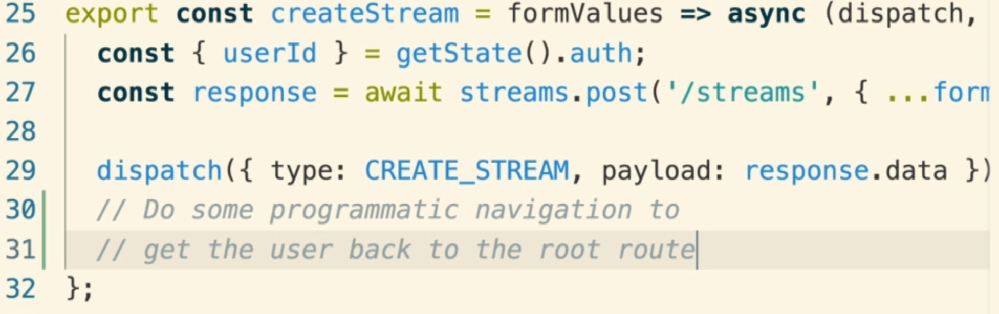 25 export const createStream = formValues => async (dispatch,
26 const { userId } = getState().auth;
27 const response = await streams.post('/streams', { ...form
28
29 dispatch({ type: CREATE_STREAM, payload: response.data })
30 // Do some programmatic navigation to
31 // get the user back to the root route
32 };